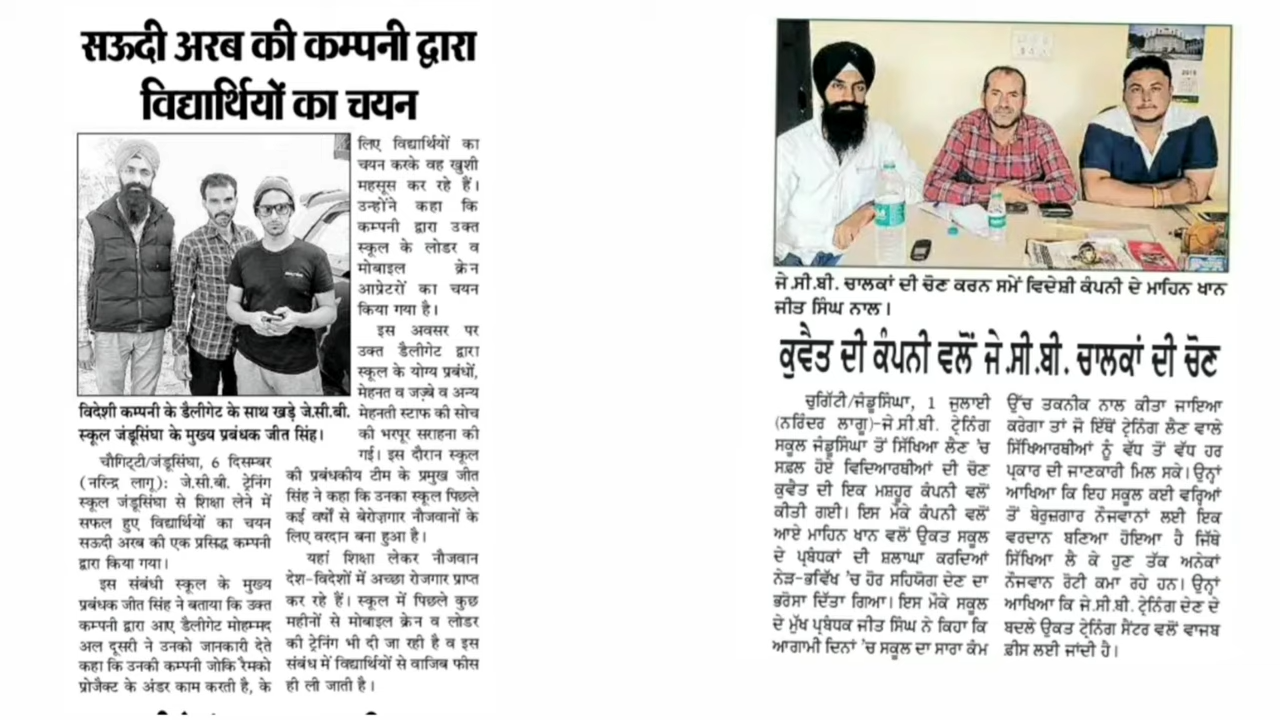 सऊदी अरब की कम्पनी द्वारा
विद्यार्थियों का चयन
विदेशी कम्पनी के डैलीगेट के साथ खड़े जे.सी.बी.
स्कूल जंडूसिंघा के मुख्य प्रबंधक जीत सिंह।
चौगिट्टी/जंडूसिंघा, 6 दिसम्बर
(नरिन्द्र लागू): जे.सी.बी. ट्रेनिंग
स्कूल जंडूसिंघा से शिक्षा लेने में
सफल हुए विद्यार्थियों का चयन
सऊदी अरब की एक प्रसिद्ध कम्पनी
द्वारा किया गया।
इस संबंधी स्कूल के मुख्य
प्रबंधक जीत सिंह ने बताया कि उक्त
कम्पनी द्वारा आए डैलीगेट मोहम्मद
अल दूसरी ने उनको जानकारी देते
कहा कि उनकी कम्पनी जोकि रैमको
प्रोजैक्ट के अंडर काम करती है, के
लिए विद्यार्थियों का
चयन करके वह खुशी
महसूस कर रहे हैं।
उन्होंने कहा कि
कम्पनी द्वारा उक्त
स्कूल के लोडर व
मोबाइल क्रेन
आप्रेटरों का चयन
किया गया है।
इस अवसर पर
उक्त डैलीगेट द्वारा
स्कूल के योग्य प्रबंधों,
मेहनत व जज़्बे व अन्य
मेहनती स्टाफ की सोच
की भरपूर सराहना की
गई। इस दौरान स्कूल
की प्रबंधकीय टीम के प्रमुख जीत
सिंह ने कहा कि उनका स्कूल पिछले
कई वर्षों से बेरोज़गार नौजवानों के
लिए वरदान बना हुआ है।
यहां शिक्षा लेकर नौजवान
देश-विदेशों में अच्छा रोजगार प्राप्त
कर रहे हैं। स्कूल में पिछले कुछ
महीनों से मोबाइल क्रेन व लोडर
की ट्रेनिंग भी दी जा रही है व इस
संबंध में विद्यार्थियों से वाजिब फीस
ही ली जाती है।
ਜੇ.ਸੀ.ਬੀ. ਚਾਲਕਾਂ ਦੀ ਚੋਣ ਕਰਨ ਸਮੇਂ ਵਿਦੇਸ਼ੀ ਕੰਪਨੀ ਦੇ ਮਾਹਿਨ ਖਾਨ
ਜੀਤ ਸਿੰਘ ਨਾਲ।
ਕੁਵੈਤ ਦੀ ਕੰਪਨੀ ਵਲੋਂ ਜੇ.ਸੀ.ਬੀ. ਚਾਲਕਾਂ ਦੀ ਚੋਣ
ਚੁਗਿੱਟੀ/ਜੰਡੂਸਿੰਘਾ, 1 ਜੁਲਾਈ
(ਨਰਿੰਦਰ ਲਾਗੂ)-ਜੇ.ਸੀ.ਬੀ. ਟ੍ਰੇਨਿੰਗ
ਸਕੂਲ ਜੰਡੂਸਿੰਘਾ ਤੋਂ ਸਿੱਖਿਆ ਲੈਣ 'ਚ
ਸਫ਼ਲ ਹੋਏ ਵਿਦਿਆਰਥੀਆਂ ਦੀ ਚੋਣ
ਕੁਵੈਤ ਦੀ ਇਕ ਮਸ਼ਹੂਰ ਕੰਪਨੀ ਵਲੋਂ
ਕੀਤੀ ਗਈ। ਇਸ ਮੌਕੇ ਕੰਪਨੀ ਵਲੋਂ
ਆਏ ਮਾਹਿਨ ਖਾਨ ਵਲੋਂ ਉਕਤ ਸਕੂਲ
ਦੇ ਪ੍ਰਬੰਧਕਾਂ ਦੀ ਸ਼ਲਾਘਾ ਕਰਦਿਆਂ
ਨੇੜ-ਭਵਿੱਖ 'ਚ ਹੋਰ ਸਹਿਯੋਗ ਦੇਣ ਦਾ
ਭਰੋਸਾ ਦਿੱਤਾ ਗਿਆ। ਇਸ ਮੌਕੇ ਸਕੂਲ
ਦੇ ਮੁੱਖ ਪ੍ਰਬੰਧਕ ਜੀਤ ਸਿੰਘ ਨੇ ਕਿਹਾ ਕਿ
ਆਗਾਮੀ ਦਿਨਾਂ 'ਚ ਸਕੂਲ ਦਾ ਸਾਰਾ ਕੰਮ
ਉੱਚ ਤਕਨੀਕ ਨਾਲ ਕੀਤਾ ਜਾਇਆ
ਕਰੇਗਾ ਤਾਂ ਜੋ ਇੱਥੋਂ ਟ੍ਰੇਨਿੰਗ ਲੈਣ ਵਾਲੇ
ਸਿੱਖਿਆਰਥੀਆਂ ਨੂੰ ਵੱਧ ਤੋਂ ਵੱਧ ਹਰ
ਪ੍ਰਕਾਰ ਦੀ ਜਾਣਕਾਰੀ ਮਿਲ ਸਕੇ। ਉਨ੍ਹਾਂ
ਆਖਿਆ ਕਿ ਇਹ ਸਕੂਲ ਕਈ ਵਰ੍ਹਿਆਂ
ਤੋਂ ਬੇਰੁਜ਼ਗਾਰ ਨੌਜਵਾਨਾਂ ਲਈ ਇਕ
ਵਰਦਾਨ ਬਣਿਆ ਹੋਇਆ ਹੈ ਜਿੱਥੇ
ਸਿੱਖਿਆ ਲੈ ਕੇ ਹੁਣ ਤੱਕ ਅਨੇਕਾਂ
ਨੌਜਵਾਨ ਰੋਟੀ ਕਮਾ ਰਹੇ ਹਨ। ਉਨ੍ਹਾਂ
ਆਖਿਆ ਕਿ ਜੇ.ਸੀ.ਬੀ. ਟ੍ਰੇਨਿੰਗ ਦੇਣ ਦੇ
ਬਦਲੇ ਉਕਤ ਟ੍ਰੇਨਿੰਗ ਸੈਂਟਰ ਵਲੋਂ ਵਾਜਬ
ਫ਼ੀਸ ਲਈ ਜਾਂਦੀ ਹੈ।